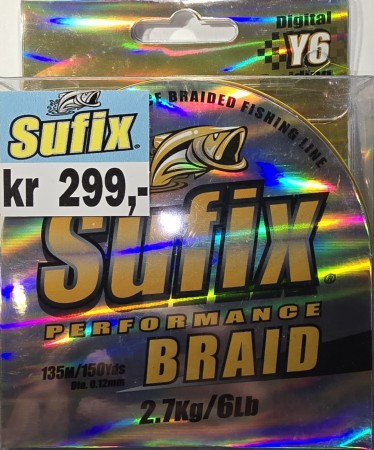 Digital
Y6
BRAIDED FISHING LINE
Sufix
kr 299,-
Sufix®
PERFORMANCE
BRAID
135M/150Yds
Dia. 0.12mm
2.7Kg/6Lb